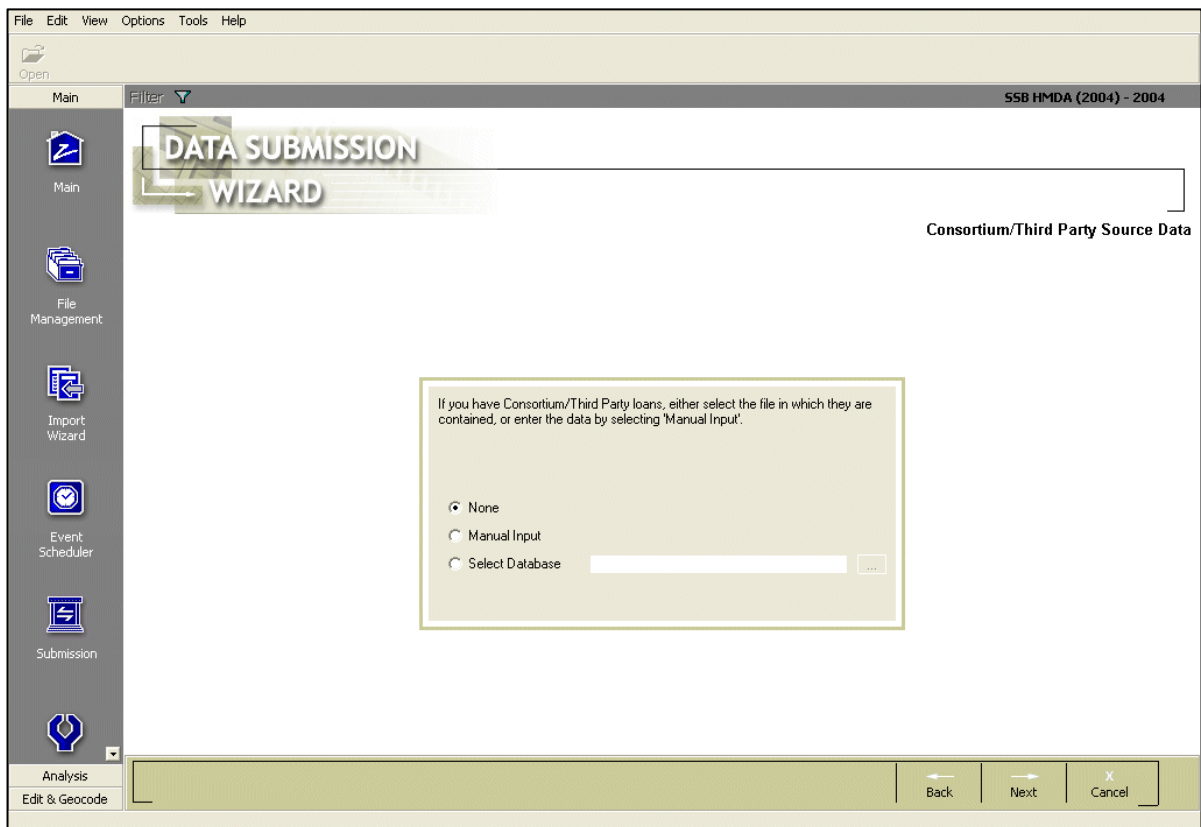 File Edit View Options Tools Help
Open
Main
Filter
SSB HMDA (2004) - 2004
DATA SUBMISSION
WIZARD
Consortium/Third Party Source Data
Main
File
Management
Import
Wizard
Event
Scheduler
Submission
If you have Consortium/Third Party loans, either select the file in which they are
contained, or enter the data by selecting 'Manual Input'.
None
Manual Input
Select Database
...
Analysis
Edit & Geocode
Back
Next
X
Cancel